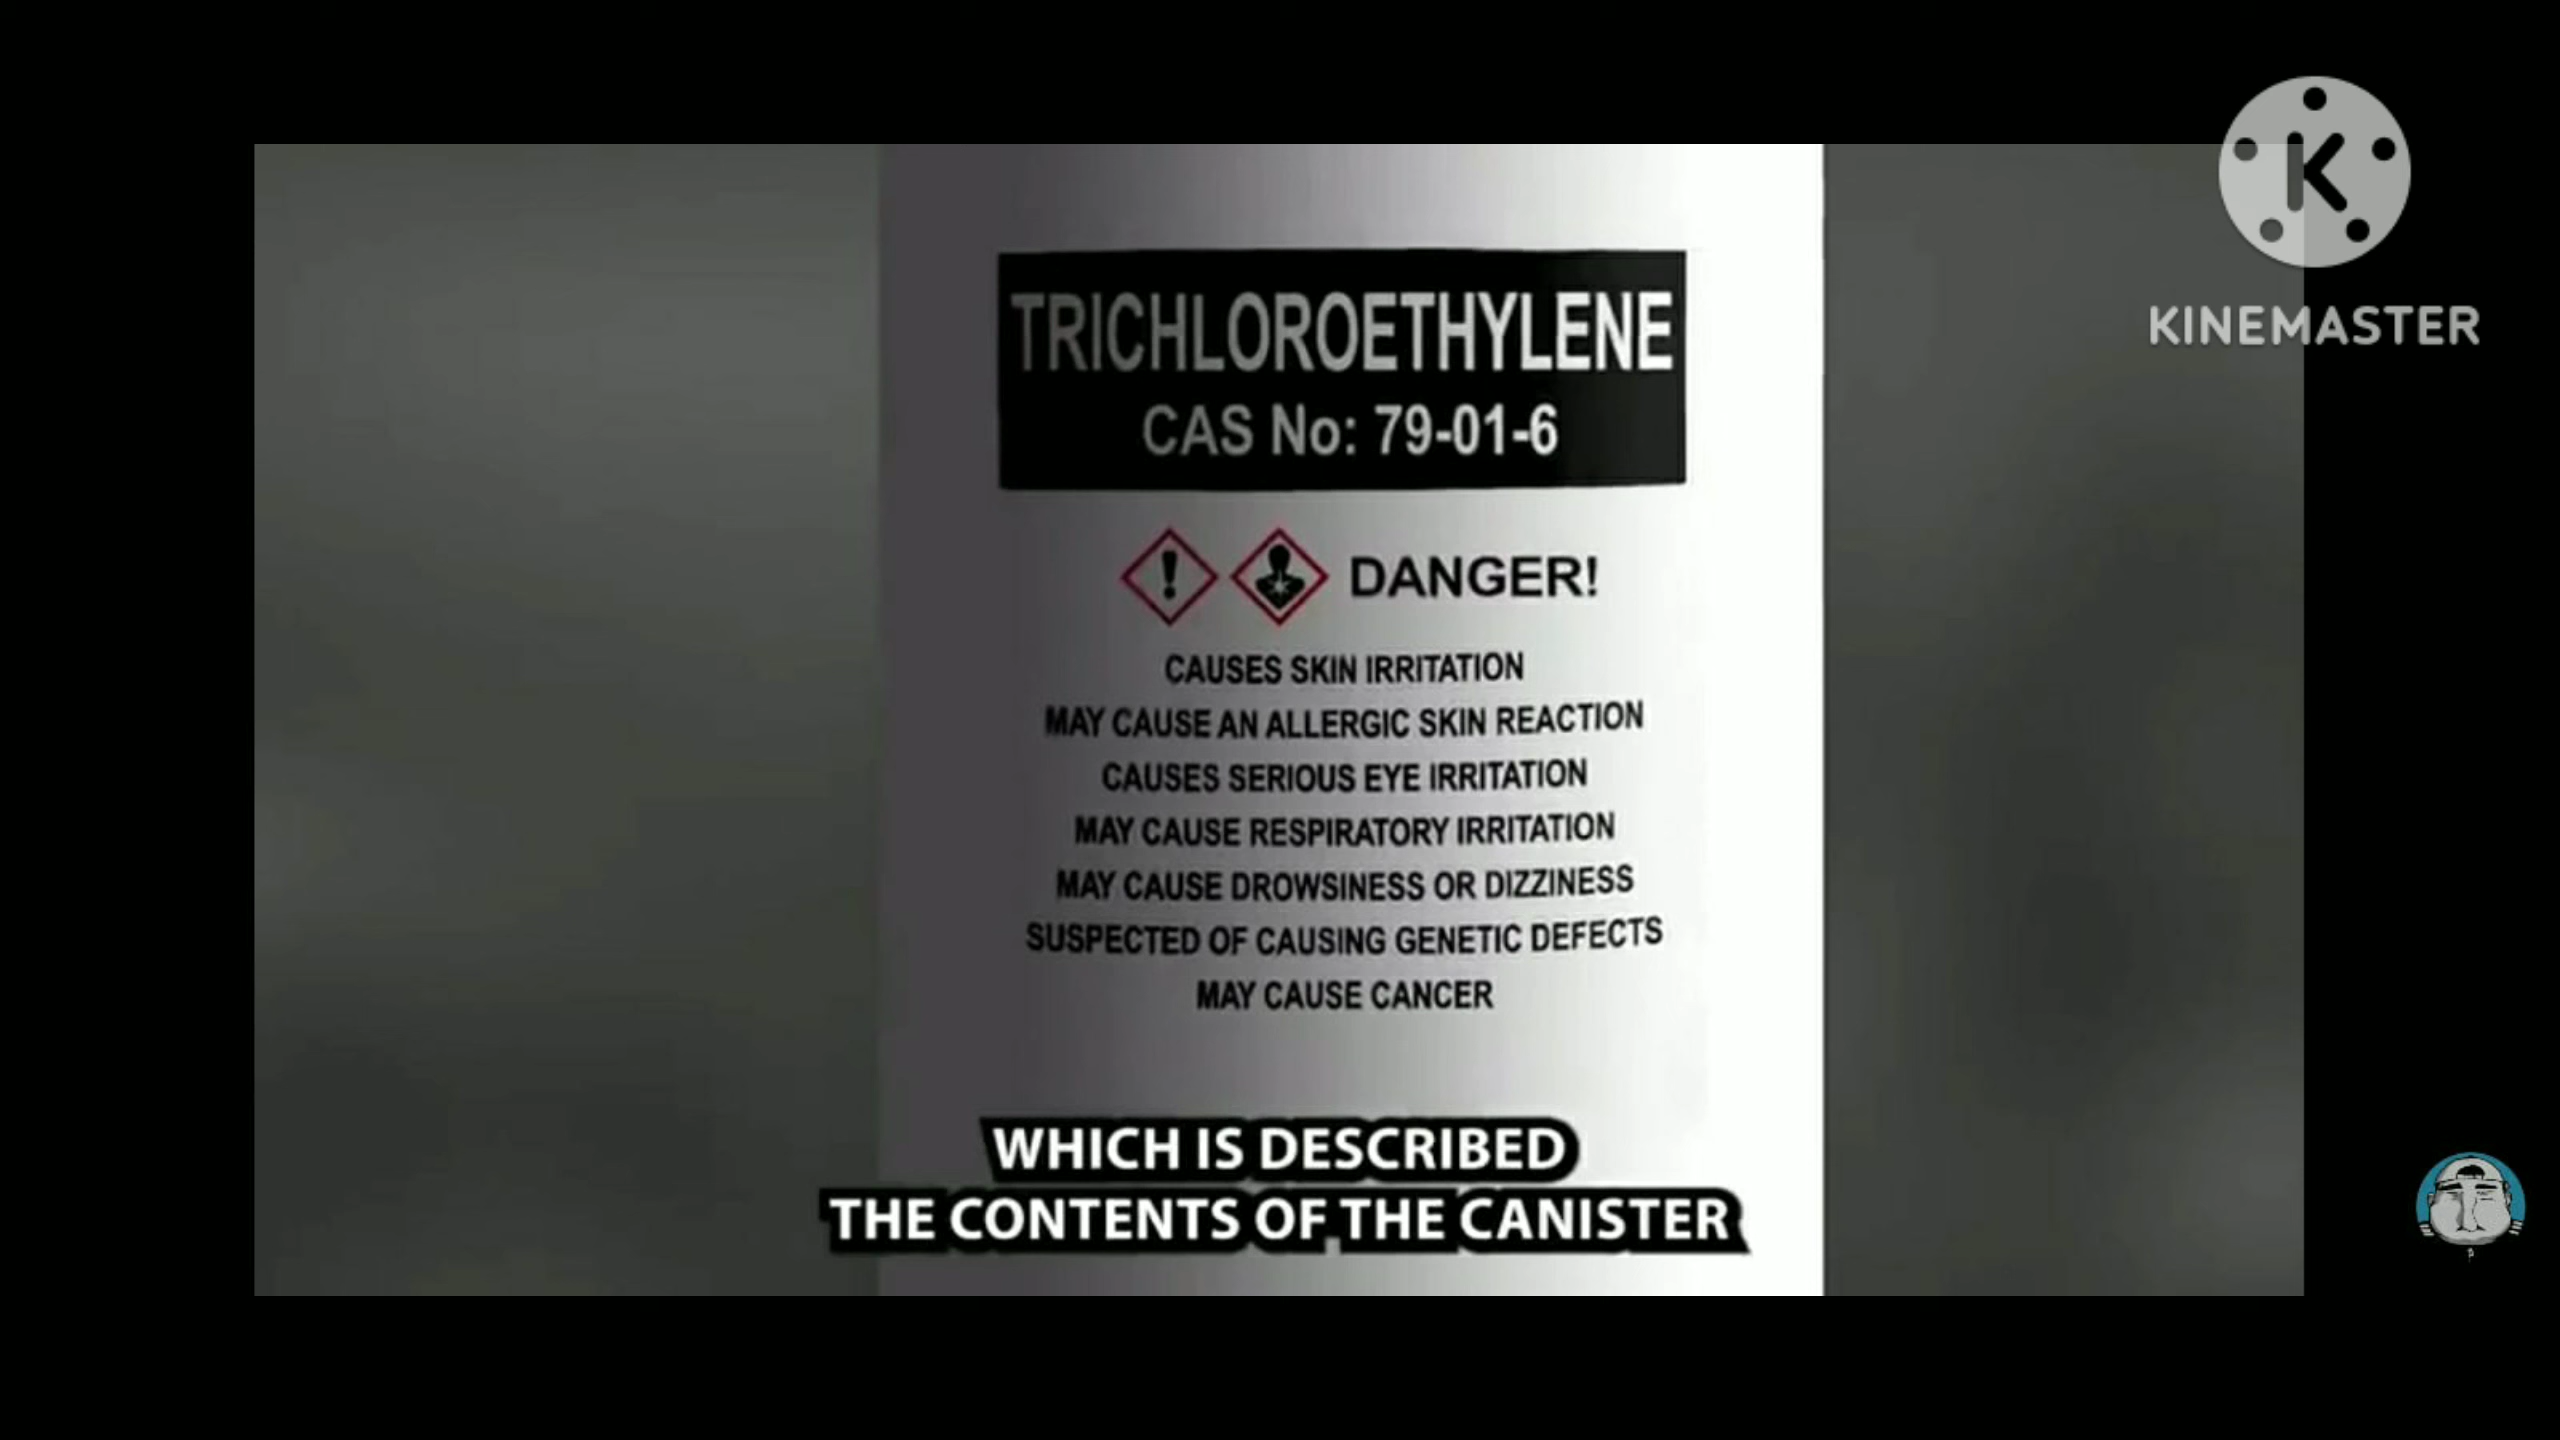 KINEMASTER
TRICHLOROETHYLENE
CAS No: 79-01-6
DANGER!
CAUSES SKIN IRRITATION
MAY CAUSE AN ALLERGIC SKIN REACTION
CAUSES SERIOUS EYE IRRITATION
MAY CAUSE RESPIRATORY IRRITATION
MAY CAUSE DROWSINESS OR DIZZINESS
SUSPECTED OF CAUSING GENETIC DEFECTS
MAY CAUSE CANCER
WHICH IS DESCRIBED
THE CONTENTS OF THE CANISTER